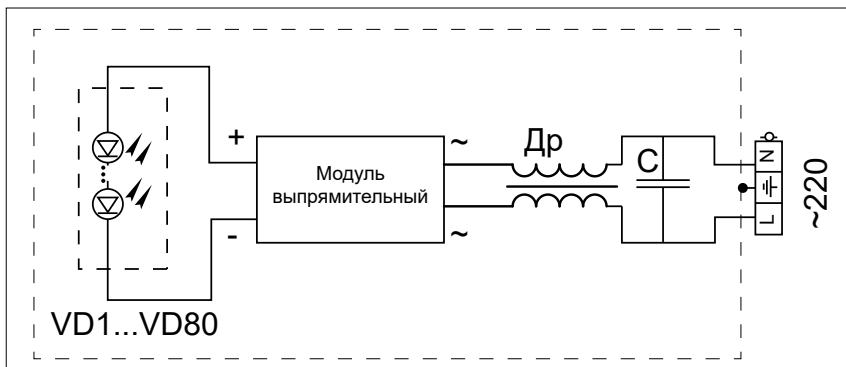 +
Модуль
выпрямительный
-
~
~
Др
C
N
L
~220
VD1...VD80